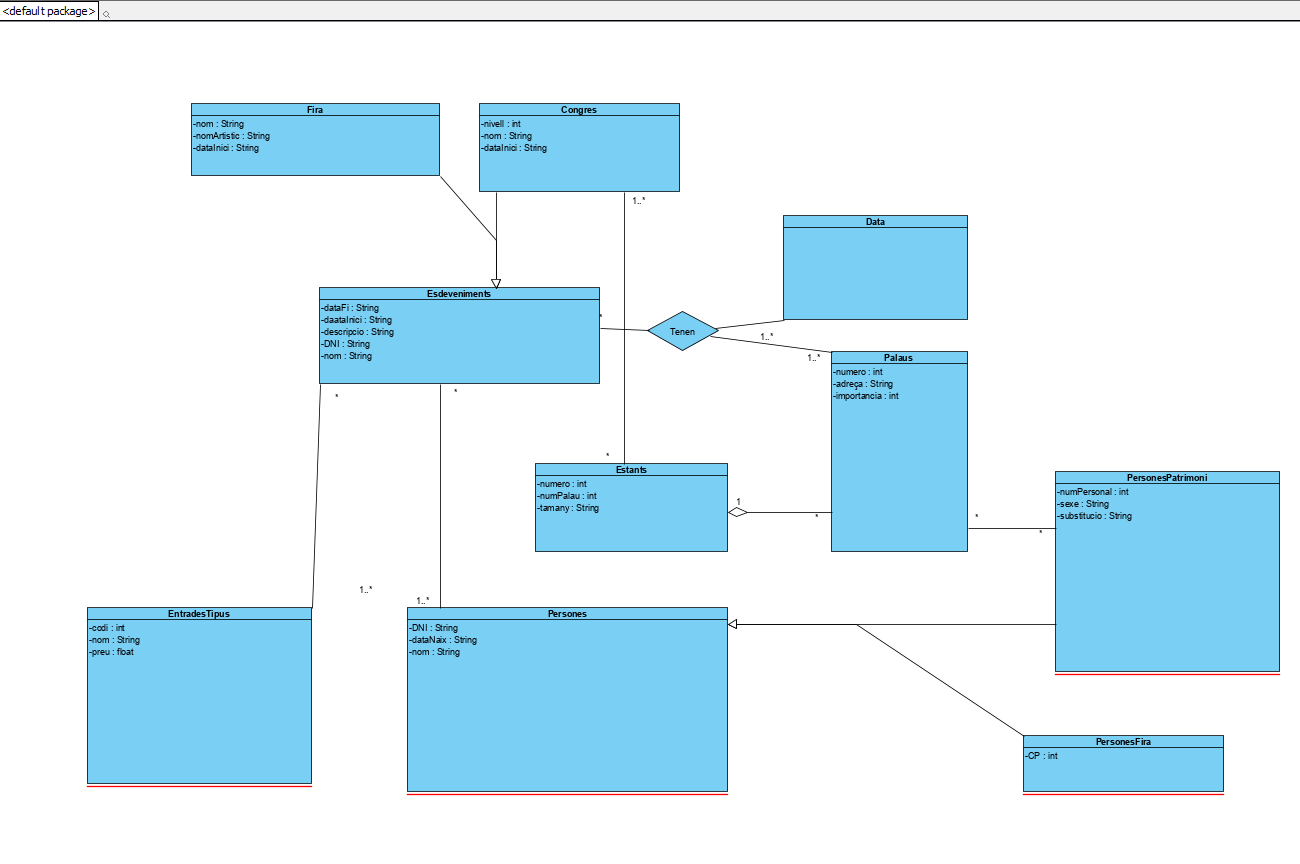 <default package>
Fira
-nom : String
-nomArtistic : String
-dataInici : String
Congres
-nivell : int
-nom : String
-dataInici : String
1..*
Data
Esdeveniments
-dataFi : String
-daataInici : String
-descripcio : String
-DNI : String
-nom : String
*
Tenen
1..*
1..*
Palaus
-numero : int
-adreça : String
-importancia : int
*
*
*
Estants
-numero : int
-numPalau : int
-tamany : String
1
*
PersonesPatrimoni
-numPersonal : int
-sexe : String
-substitucio : String
*
*
1..*
1..*
EntradesTipus
-codi : int
-nom : String
-preu : float
Persones
-DNI : String
-dataNaix : String
-nom : String
PersonesFira
-CP : int